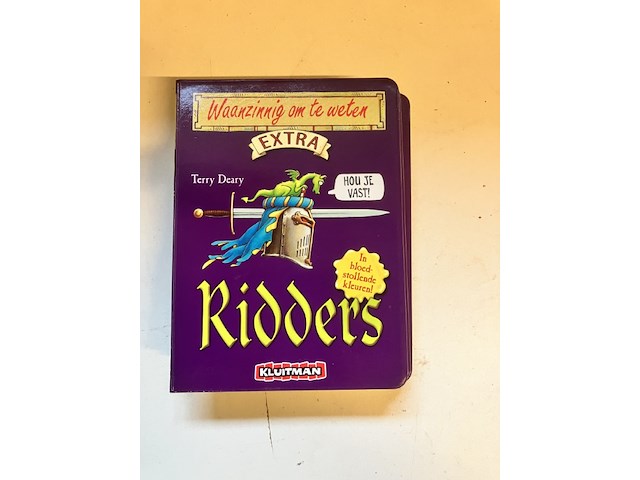 Waanzinnig om te weten
EXTRA
Terry Deary
HOU JE
VAST!
In
bloed-
stollende
kleuren!
Ridders
KLUITMAN